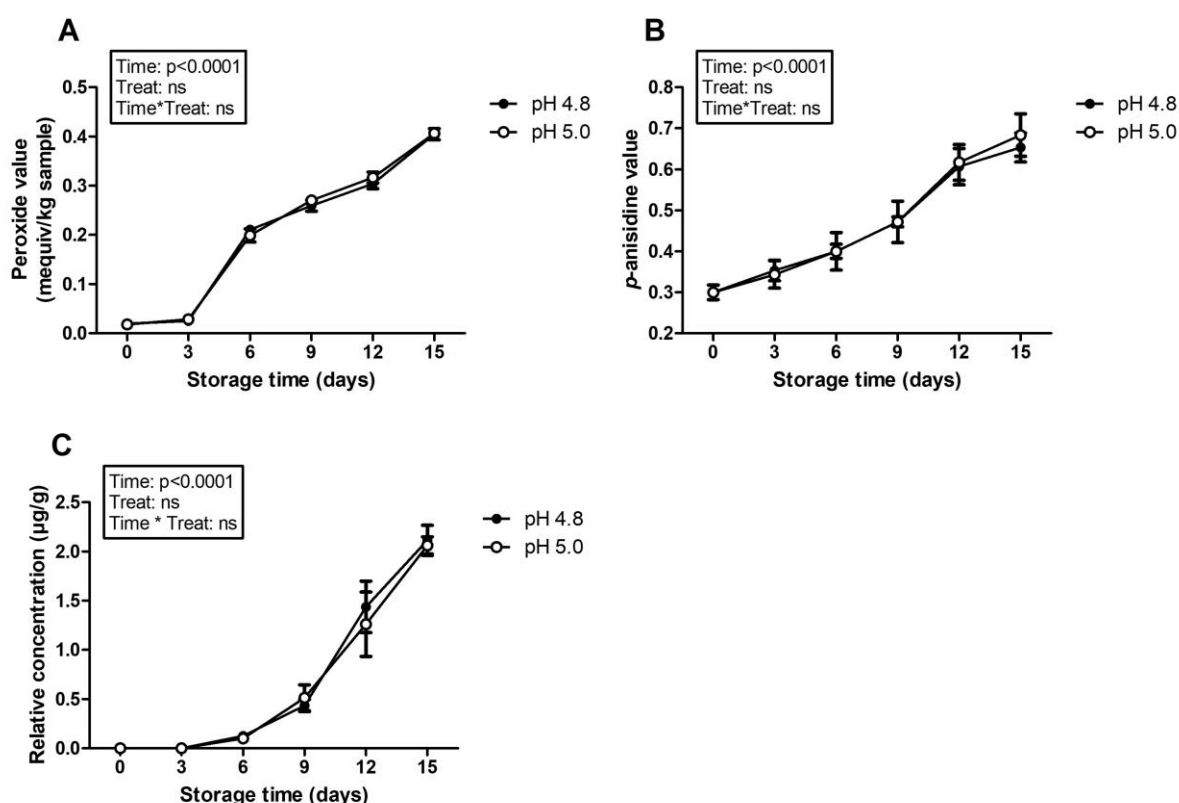 A
Time: p<0.0001
Treat: ns
Time*Treat: ns
pH 4.8
pH 5.0
Peroxide value
(mequiv/kg sample)
0.5
0.4
0.3
0.2
0.1
0.0
0 3 6 9 12 15
Storage time (days)
B
Time: p<0.0001
Treat: ns
Time*Treat: ns
pH 4.8
pH 5.0
p-anisidine value
0.8
0.7
0.6
0.5
0.4
0.3
0.2
0 3 6 9 12 15
Storage time (days)
C
Time: p<0.0001
Treat: ns
Time * Treat: ns
pH 4.8
pH 5.0
Relative concentration (µg/g)
2.5
2.0
1.5
1.0
0.5
0.0
0 3 6 9 12 15
Storage time (days)